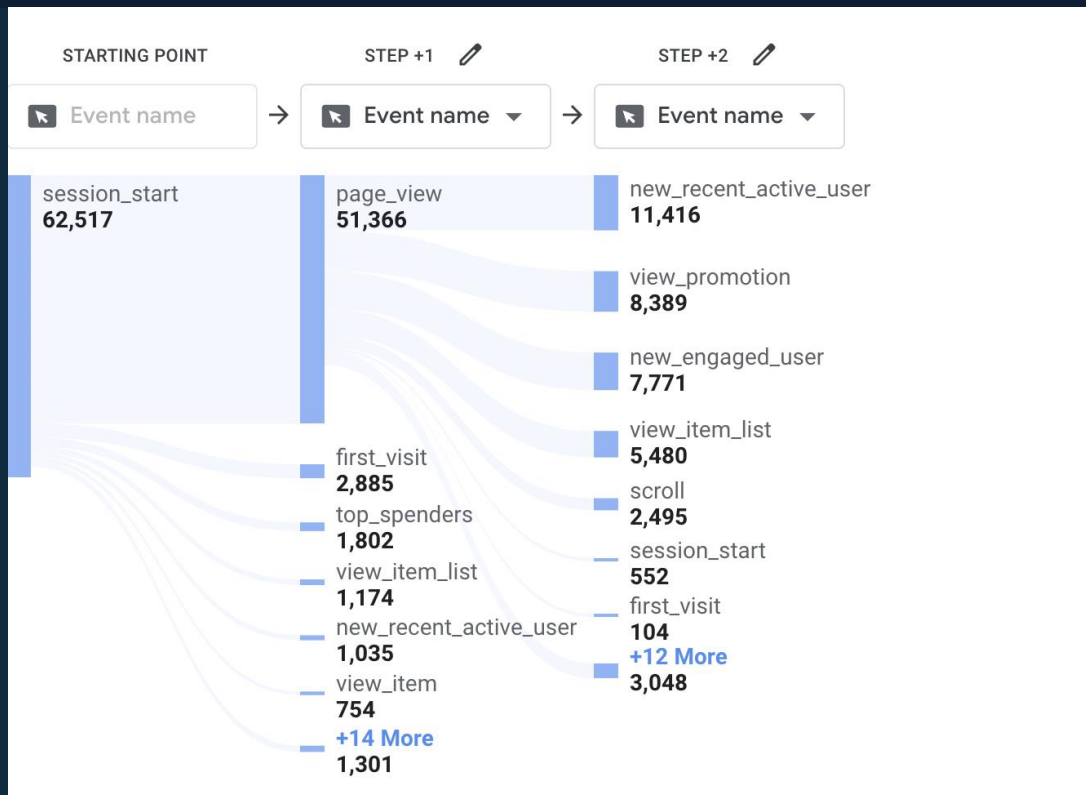 STARTING POINT
STEP +1
STEP +2
Event name
Event name
Event name
session_start
62,517
page_view
51,366
first_visit
2,885
top_spenders
1,802
view_item_list
1,174
new_recent_active_user
1,035
view_item
754
+14 More
1,301
new_recent_active_user
11,416
view_promotion
8,389
new_engaged_user
7,771
view_item_list
5,480
scroll
2,495
session_start
552
first_visit
104
+12 More
3,048